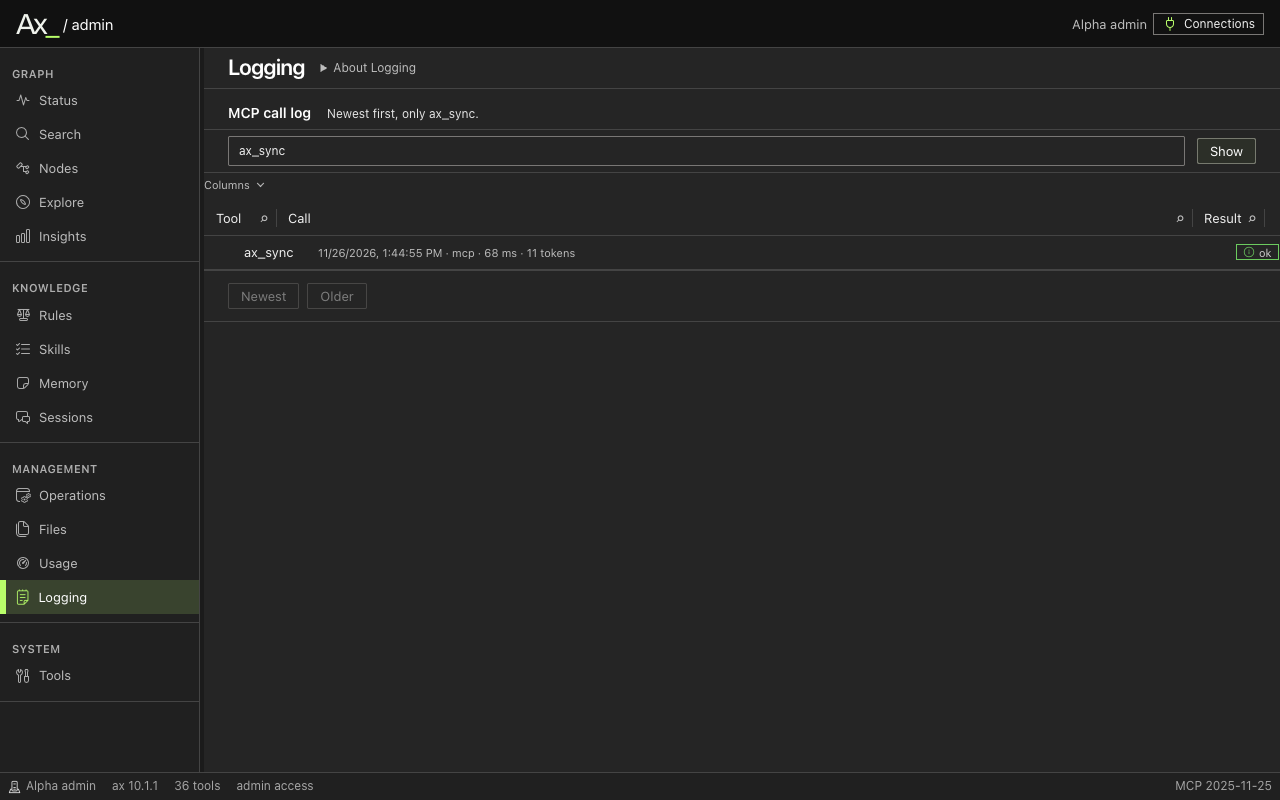 Ax_ / admin
Alpha admin
Connections
GRAPH
Status
Search
Nodes
Explore
Insights
KNOWLEDGE
Rules
Skills
Memory
Sessions
MANAGEMENT
Operations
Files
Usage
Logging
SYSTEM
Tools
Logging
About Logging
MCP call log
Newest first, only ax_sync.
ax_sync
Show
Columns
Tool
Call
Result
ax_sync
11/26/2026, 1:44:55 PM · mcp · 68 ms · 11 tokens
ok
Newest
Older
Alpha admin
ax 10.1.1
36 tools
admin access
MCP 2025-11-25